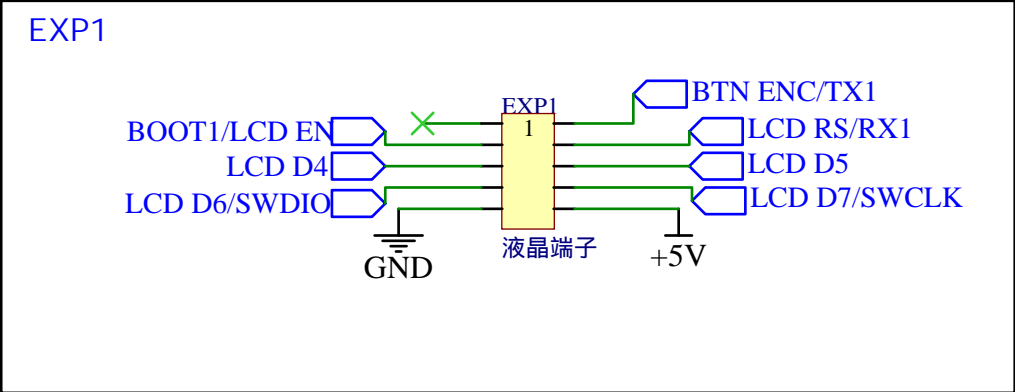 EXP1
EXP1
1
BTN ENC/TX1
BOOT1/LCD EN
LCD RS/RX1
LCD D4
LCD D5
LCD D6/SWDIO
LCD D7/SWCLK
液晶端子
GND
+5V